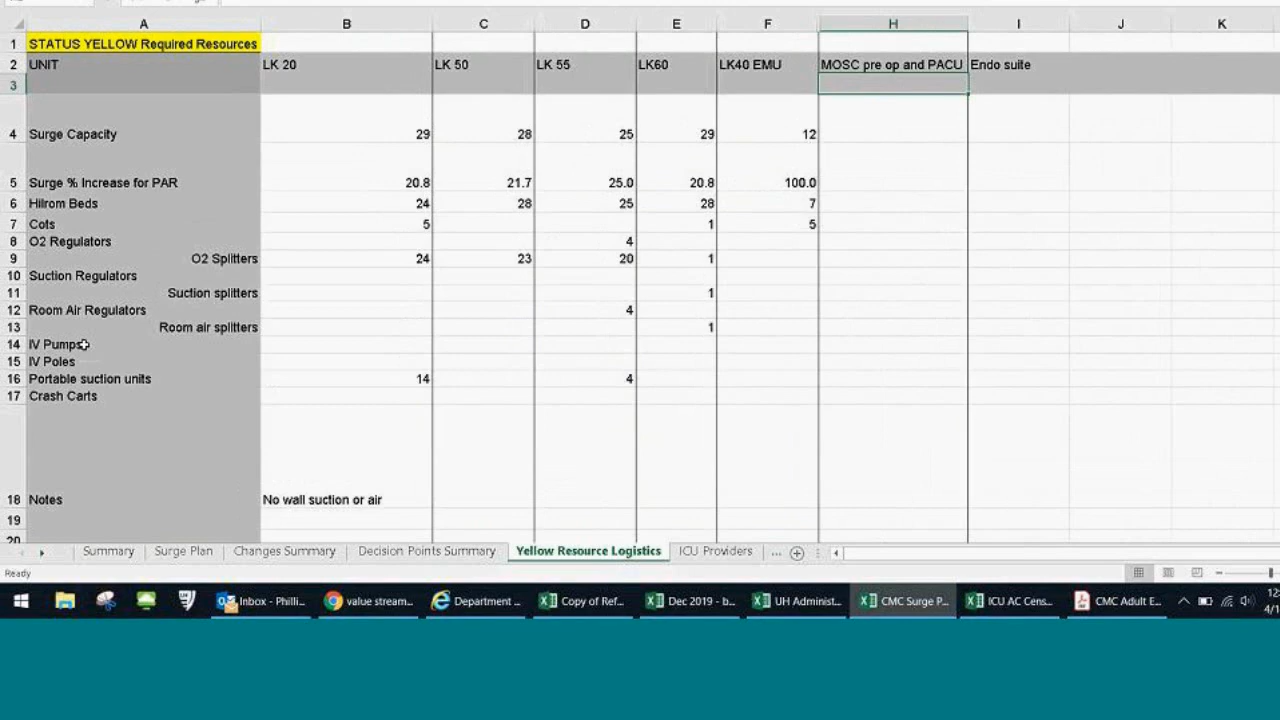 A B C D E F H I J K
1 STATUS YELLOW Required Resources
2 UNIT LK 20 LK 50 LK 55 LK60 LK40 EMU MOSC pre op and PACU Endo suite
3
4 Surge Capacity 29 28 25 29 12
5 Surge % Increase for PAR 20.8 21.7 25.0 20.8 100.0
6 Hilrom Beds 24 28 25 28 7
7 Cots 5 1 5
8 O2 Regulators 4
9 O2 Splitters 24 23 20 1
10 Suction Regulators
11 Suction splitters 1
12 Room Air Regulators 4
13 Room air splitters 1
14 IV Pumps
15 IV Poles
16 Portable suction units 14 4
17 Crash Carts
18 Notes No wall suction or air
19
20
Summary Surge Plan Changes Summary Decision Points Summary Yellow Resource Logistics ICU Providers ...
Ready
Inbox - Philli... value stream... Department ... Copy of Ref... Dec 2019 - b... UH Administ... CMC Surge P... ICU AC Cens... CMC Adult E... 12:
4/1